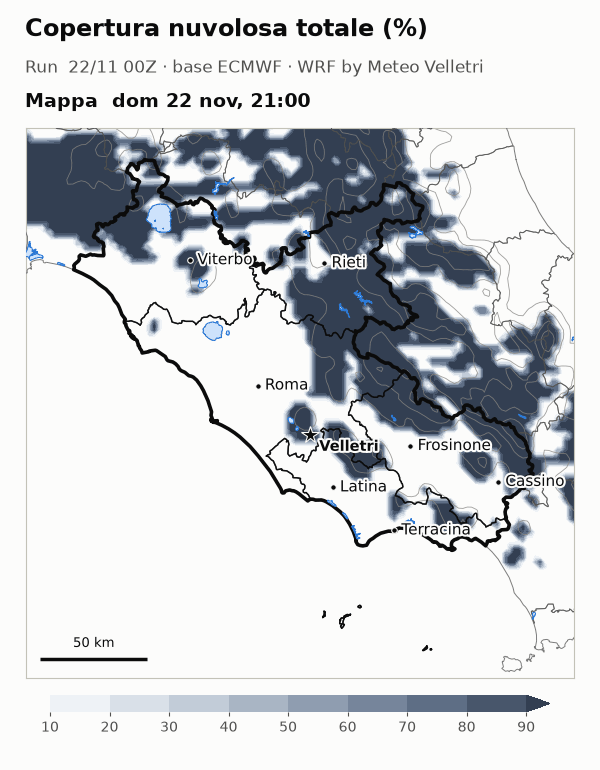 Copertura nuvolosa totale (%)
Run  22/11 00Z · base ECMWF · WRF by Meteo Velletri
Mappa  dom 22 nov, 21:00
Viterbo
Rieti
Roma
Velletri
Frosinone
Cassino
Latina
Terracina
50 km
10 20 30 40 50 60 70 80 90